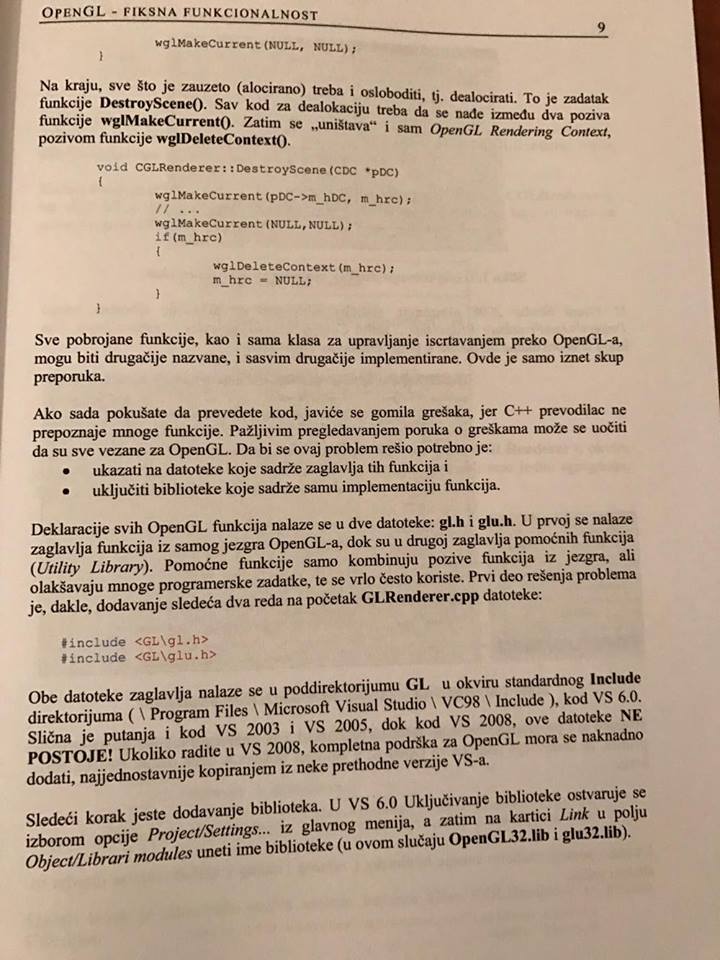 OPENGL - FIKSNA FUNKCIONALNOST 9
wglMakeCurrent(NULL, NULL);
}
Na kraju, sve što je zauzeto (alocirano) treba i osloboditi, tj. dealocirati. To je zadatak
funkcije DestroyScene(). Sav kod za dealokaciju treba da se nađe između dva poziva
funkcije wglMakeCurrent(). Zatim se „uništava“ i sam OpenGL Rendering Context,
pozivom funkcije wglDeleteContext().
void CGLRenderer::DestroyScene(CDC *pDC)
{
wglMakeCurrent(pDC->m_hDC, m_hrc);
// ...
wglMakeCurrent(NULL,NULL);
if(m_hrc)
{
wglDeleteContext(m_hrc);
m_hrc = NULL;
}
}
Sve pobrojane funkcije, kao i sama klasa za upravljanje iscrtavanjem preko OpenGL-a,
mogu biti drugačije nazvane, i sasvim drugačije implementirane. Ovde je samo iznet skup
preporuka.
Ako sada pokušate da prevedete kod, javiće se gomila grešaka, jer C++ prevodilac ne
prepoznaje mnoge funkcije. Pažljivim pregledavanjem poruka o greškama može se uočiti
da su sve vezane za OpenGL. Da bi se ovaj problem rešio potrebno je:
• ukazati na datoteke koje sadrže zaglavlja tih funkcija i
• uključiti biblioteke koje sadrže samu implementaciju funkcija.
Deklaracije svih OpenGL funkcija nalaze se u dve datoteke: gl.h i glu.h. U prvoj se nalaze
zaglavlja funkcija iz samog jezgra OpenGL-a, dok su u drugoj zaglavlja pomoćnih funkcija
(Utility Library). Pomoćne funkcije samo kombinuju pozive funkcija iz jezgra, ali
olakšavaju mnoge programerske zadatke, te se vrlo često koriste. Prvi deo rešenja problema
je, dakle, dodavanje sledeća dva reda na početak GLRenderer.cpp datoteke:
#include <GL\gl.h>
#include <GL\glu.h>
Obe datoteke zaglavlja nalaze se u poddirektorijumu GL u okviru standardnog Include
direktorijuma ( \ Program Files \ Microsoft Visual Studio \ VC98 \ Include ), kod VS 6.0.
Slična je putanja i kod VS 2003 i VS 2005, dok kod VS 2008, ove datoteke NE
POSTOJE! Ukoliko radite u VS 2008, kompletna podrška za OpenGL mora se naknadno
dodati, najjednostavnije kopiranjem iz neke prethodne verzije VS-a.
Sledeći korak jeste dodavanje biblioteka. U VS 6.0 Uključivanje biblioteke ostvaruje se
izborom opcije Project/Settings... iz glavnog menija, a zatim na kartici Link u polju
Object/Librari modules uneti ime biblioteke (u ovom slučaju OpenGL32.lib i glu32.lib).